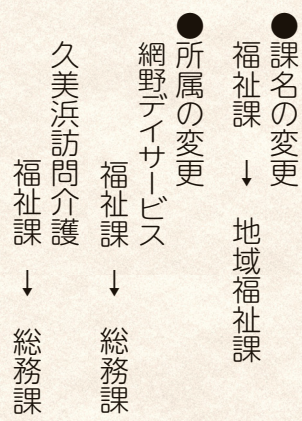 ●課名の変更
福祉課 → 地域福祉課
●所属の変更
網野デイサービス
福祉課 → 総務課
久美浜訪問介護
福祉課 → 総務課